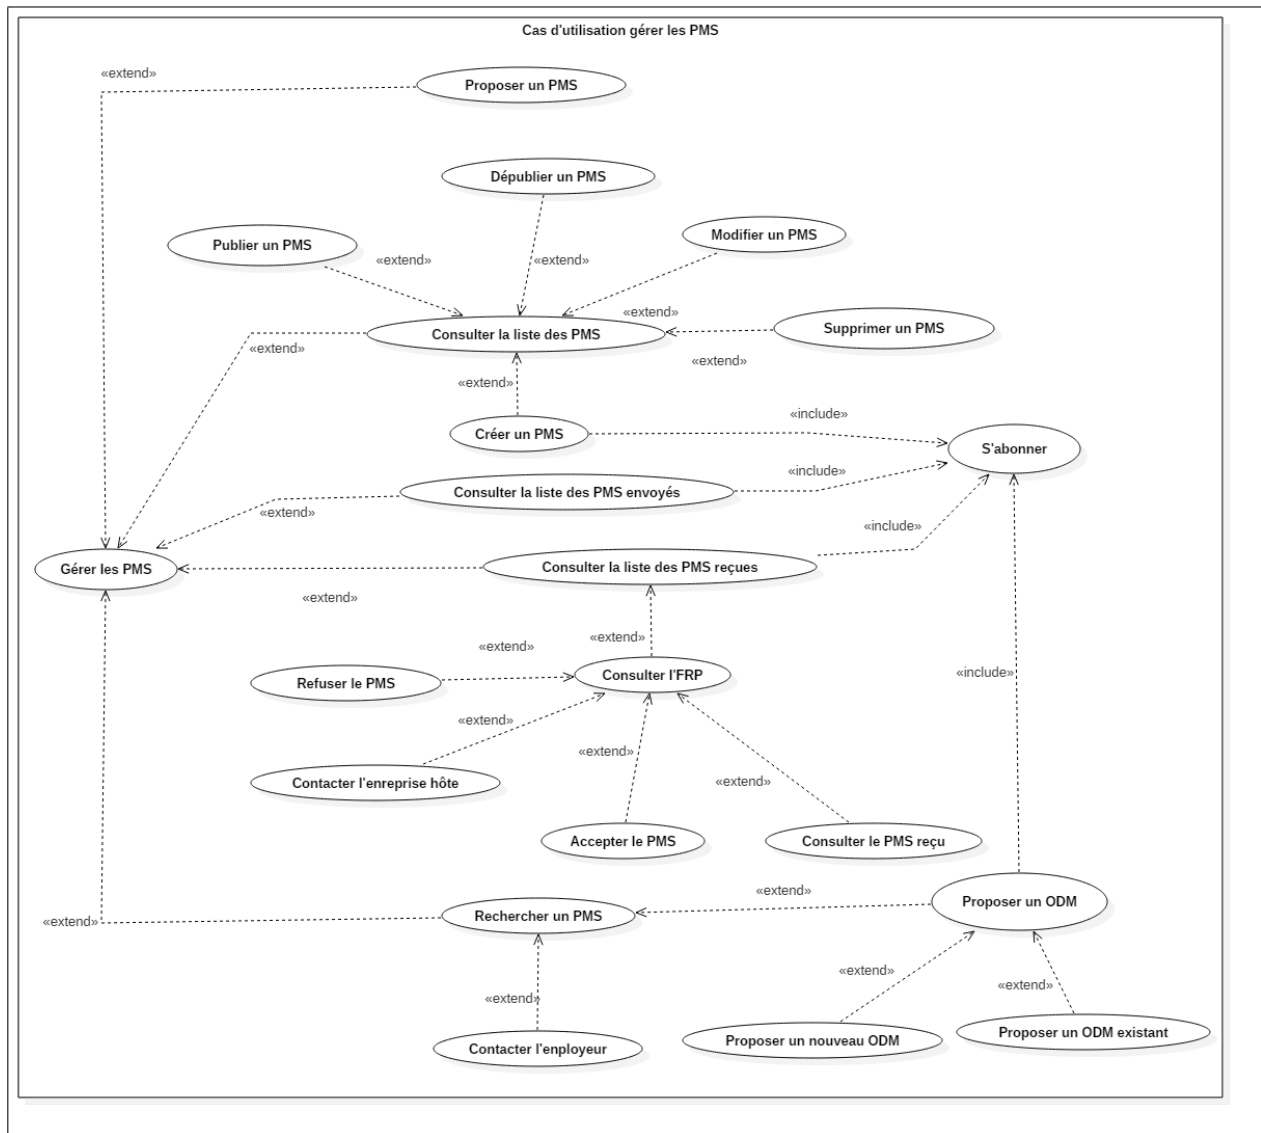 Cas d'utilisation gérer les PMS
«extend»
Proposer un PMS
Dépublier un PMS
Publier un PMS
Modifier un PMS
«extend»
«extend»
«extend»
Supprimer un PMS
Consulter la liste des PMS
«extend»
«extend»
«extend»
«include»
Créer un PMS
S'abonner
«include»
Consulter la liste des PMS envoyés
«extend»
«include»
Gérer les PMS
Consulter la liste des PMS reçues
«extend»
«extend»
«extend»
Consulter l'FRP
«include»
Refuser le PMS
«extend»
«extend»
«extend»
Contacter l'enreprise hôte
Accepter le PMS
Consulter le PMS reçu
«extend»
Proposer un ODM
Rechercher un PMS
«extend»
«extend»
«extend»
«extend»
Proposer un ODM existant
Proposer un nouveau ODM
Contacter l'enployeur